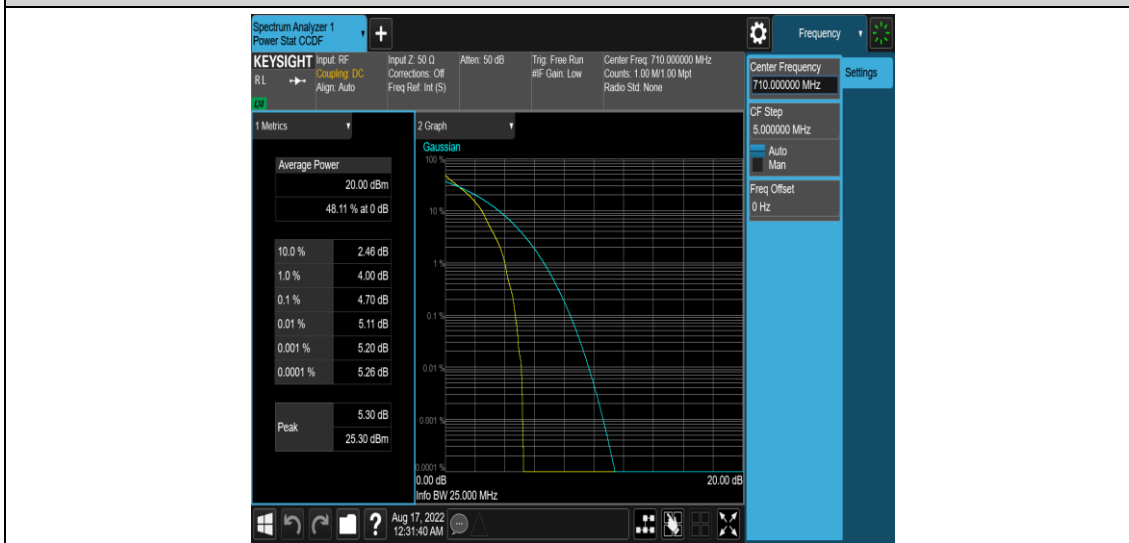 Spectrum Analyzer 1
Power Stat CCDF
+
Frequency
KEYSIGHT
RL
LVI
Input: RF
Coupling: DC
Align: Auto
Input Z: 50 Ω
Corrections: Off
Freq Ref: Int (S)
Atten: 50 dB
Trig: Free Run
#IF Gain: Low
Center Freq: 710.000000 MHz
Counts: 1.00 M/1.00 Mpt
Radio Std: None
Center Frequency
710.000000 MHz
Settings
CF Step
5.000000 MHz
Auto
Man
Freq Offset
0 Hz
1 Metrics
Average Power
20.00 dBm
48.11 % at 0 dB
10.0 % 2.46 dB
1.0 % 4.00 dB
0.1 % 4.70 dB
0.01 % 5.11 dB
0.001 % 5.20 dB
0.0001 % 5.26 dB
Peak 5.30 dB
25.30 dBm
2 Graph
Gaussian
100 %
10 %
1 %
0.1 %
0.01 %
0.001 %
0.0001 %
0.00 dB 20.00 dB
Info BW 25.000 MHz
?
Aug 17, 2022
12:31:40 AM